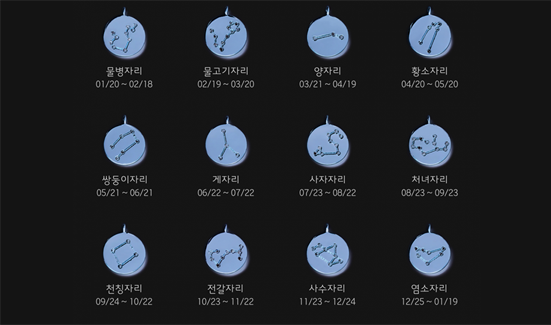 물병자리 물고기자리 양자리 황소자리
01/20 ~ 02/18 02/19 ~ 03/20 03/21 ~ 04/19 04/20 ~ 05/20
쌍둥이자리 게자리 사자자리 처녀자리
05/21 ~ 06/21 06/22 ~ 07/22 07/23 ~ 08/22 08/23 ~ 09/23
천칭자리 전갈자리 사수자리 염소자리
09/24 ~ 10/22 10/23 ~ 11/22 11/23 ~ 12/24 12/25 ~ 01/19